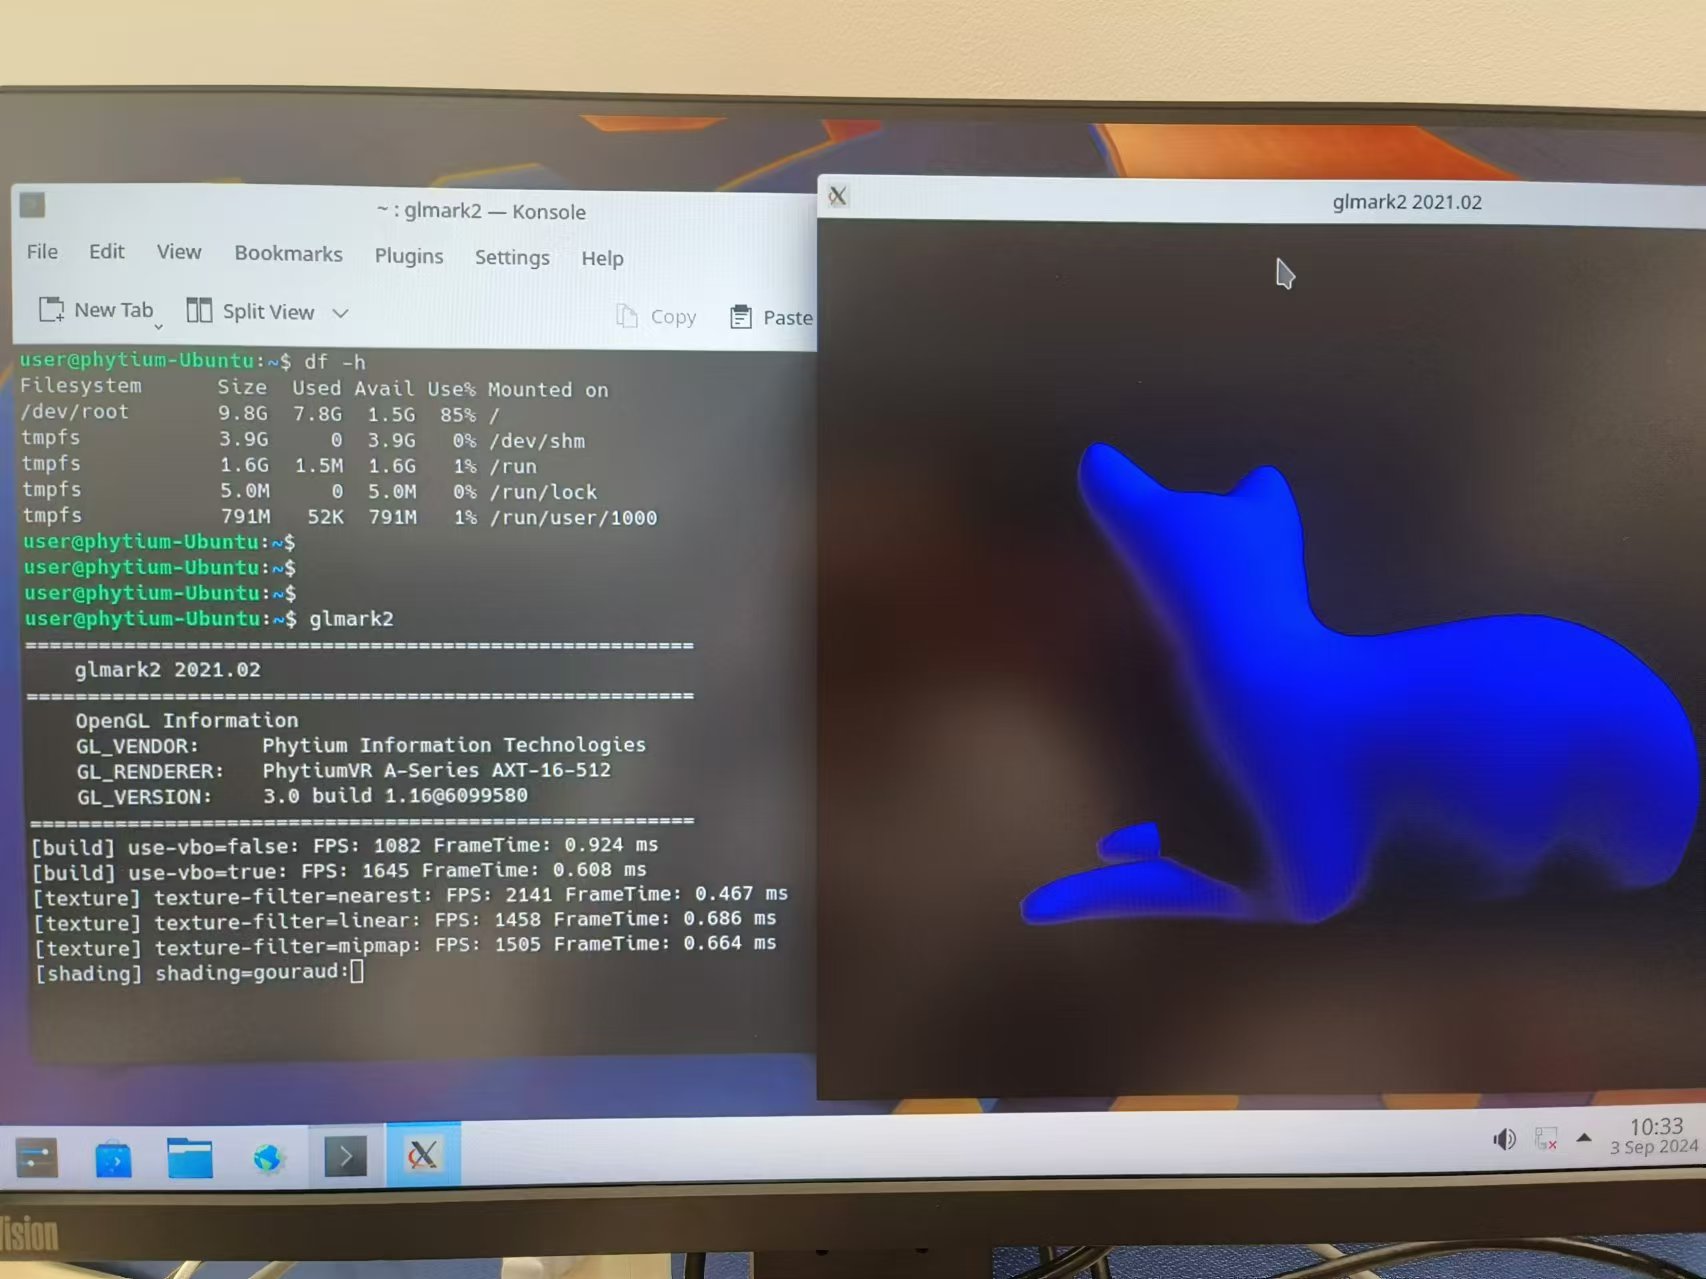 ~ : glmark2 — Konsole
File Edit View Bookmarks Plugins Settings Help
New Tab Split View Copy Paste
user@phytium-Ubuntu:~$ df -h
Filesystem Size Used Avail Use% Mounted on
/dev/root 9.8G 7.8G 1.5G 85% /
tmpfs 3.9G 0 3.9G 0% /dev/shm
tmpfs 1.6G 1.5M 1.6G 1% /run
tmpfs 5.0M 0 5.0M 0% /run/lock
tmpfs 791M 52K 791M 1% /run/user/1000
user@phytium-Ubuntu:~$
user@phytium-Ubuntu:~$
user@phytium-Ubuntu:~$
user@phytium-Ubuntu:~$ glmark2
=======================================================
glmark2 2021.02
=======================================================
OpenGL Information
GL_VENDOR: Phytium Information Technologies
GL_RENDERER: PhytiumVR A-Series AXT-16-512
GL_VERSION: 3.0 build 1.16@6099580
=======================================================
[build] use-vbo=false: FPS: 1082 FrameTime: 0.924 ms
[build] use-vbo=true: FPS: 1645 FrameTime: 0.608 ms
[texture] texture-filter=nearest: FPS: 2141 FrameTime: 0.467 ms
[texture] texture-filter=linear: FPS: 1458 FrameTime: 0.686 ms
[texture] texture-filter=mipmap: FPS: 1505 FrameTime: 0.664 ms
[shading] shading=gouraud:
glmark2 2021.02
10:33
3 Sep 2024